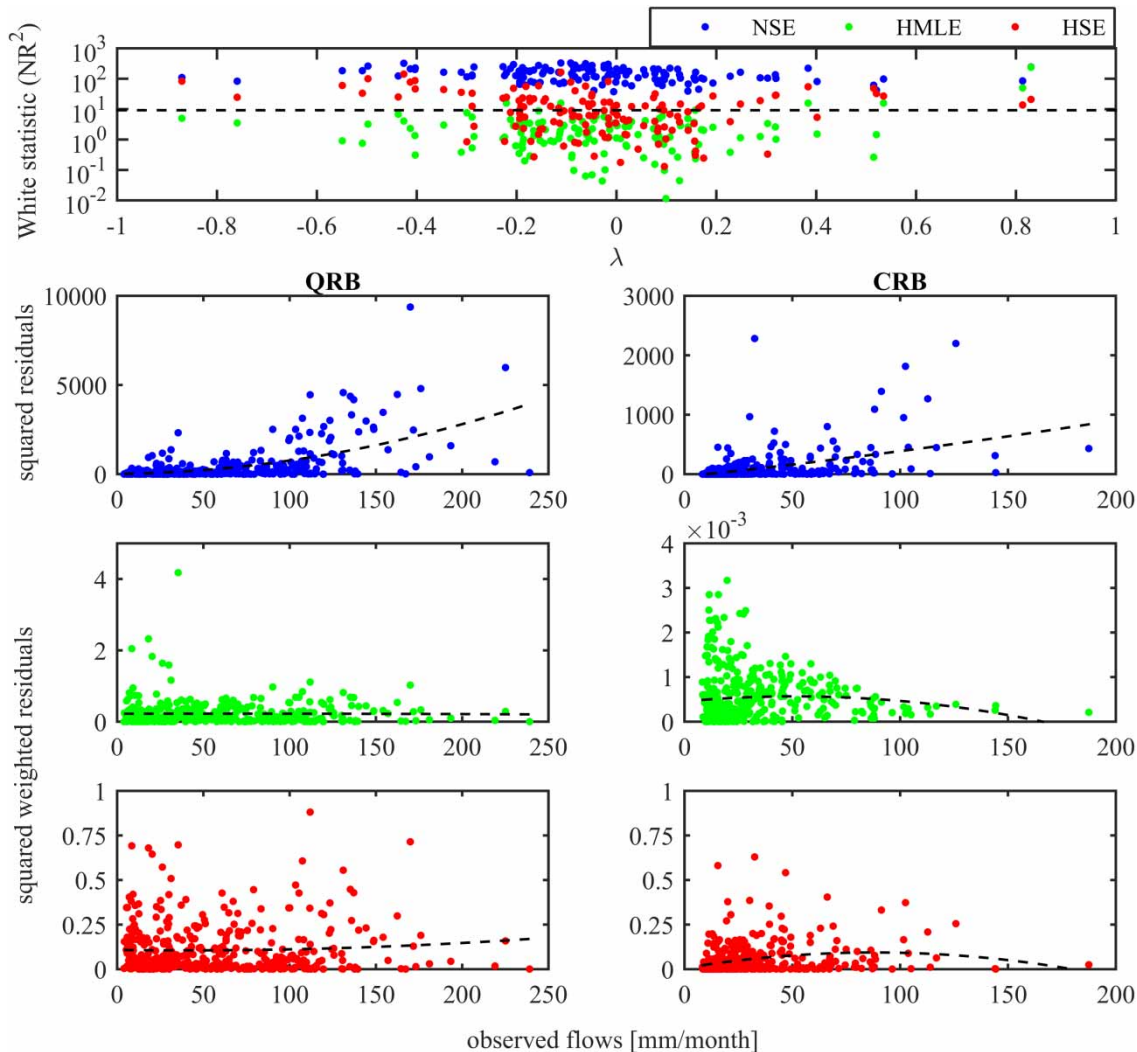 NSE HMLE HSE
White statistic (NR²)
10³
10²
10¹
10⁰
10⁻¹
10⁻²
-1 -0.8 -0.6 -0.4 -0.2 0 0.2 0.4 0.6 0.8 1
λ
QRB
squared residuals
10000
5000
0
0 50 100 150 200 250
CRB
3000
2000
1000
0
0 50 100 150 200
squared weighted residuals
4
2
0
0 50 100 150 200 250
×10⁻³
4
3
2
1
0
0 50 100 150 200
1
0.75
0.5
0.25
0
0 50 100 150 200 250
1
0.75
0.5
0.25
0
0 50 100 150 200
observed flows [mm/month]